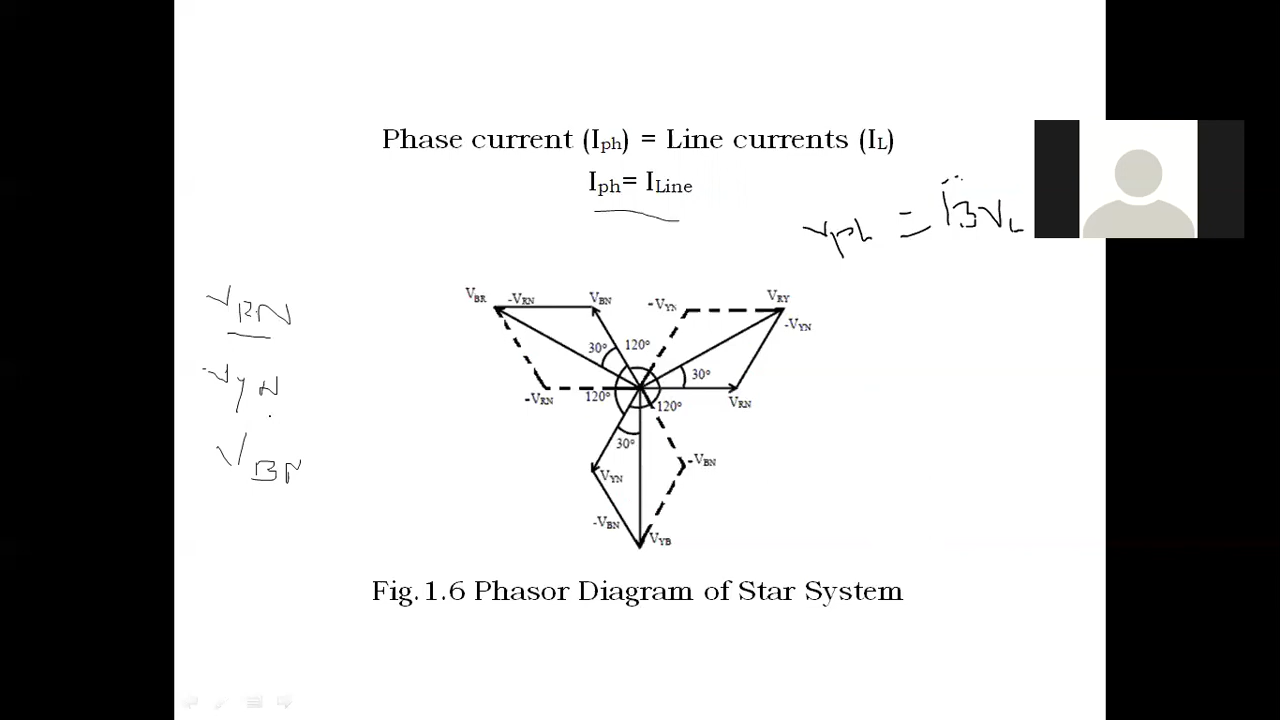 Phase current (Iph) = Line currents (IL)
Iph= ILine
Vph = √3VL
VRN
VYN
VBN
VBR
-VRN
VBN
-VYN
VRY
-VYN
30°
120°
30°
-VRN
120°
120°
VRN
30°
-VBN
VYN
-VBN
VYB
Fig.1.6 Phasor Diagram of Star System